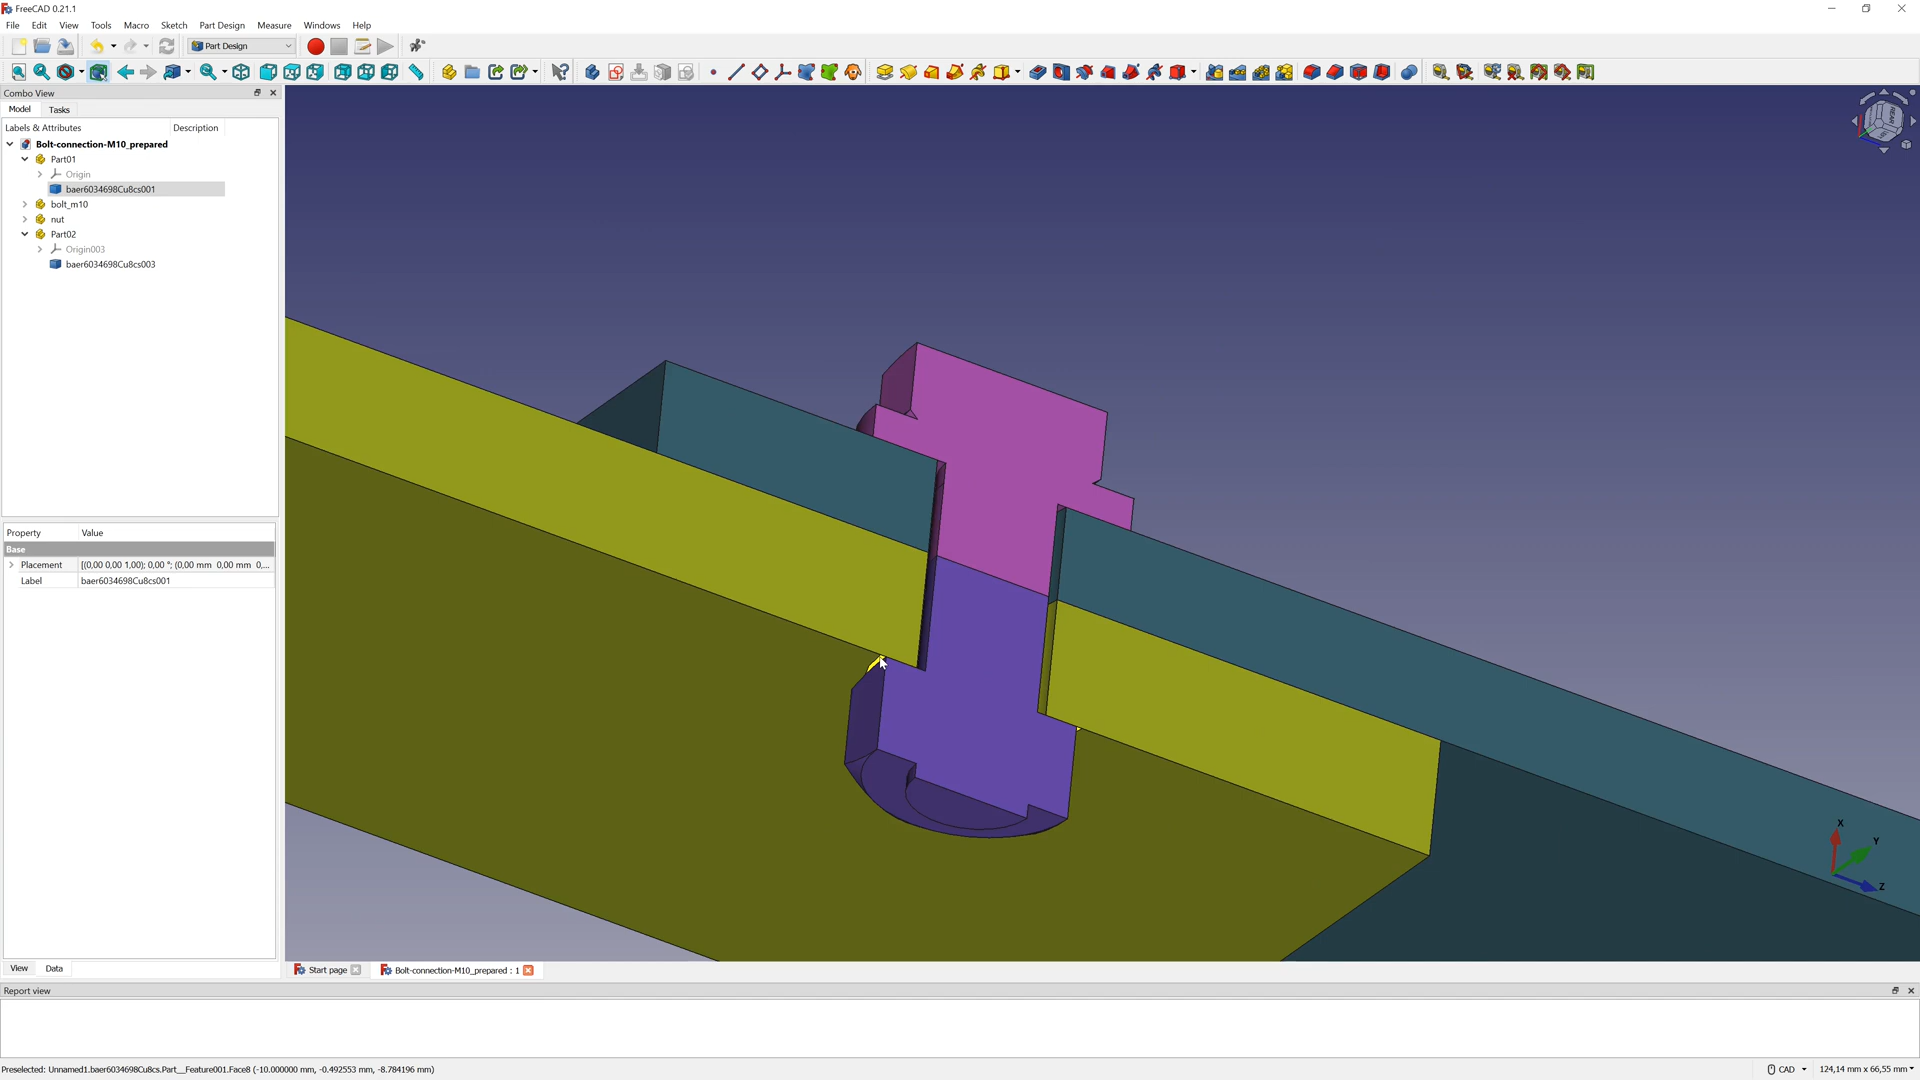 FreeCAD 0.21.1
File Edit View Tools Macro Sketch Part Design Measure Windows Help
Part Design
Combo View
Model Tasks
Labels & Attributes Description
Bolt-connection-M10_prepared
Part01
Origin
baer6034698Cu8cs001
bolt_m10
nut
Part02
Origin003
baer6034698Cu8cs003
Property Value
Base
Placement [(0,00 0,00 1,00); 0,00 °; (0,00 mm 0,00 mm 0,...
Label baer6034698Cu8cs001
REAR
X
Y
Z
View Data
Start page Bolt-connection-M10_prepared : 1
Report view
Preselected: Unnamed1.baer6034698Cu8cs.Part__Feature001.Face8 (-10.000000 mm, -0.492553 mm, -8.784196 mm)
CAD 124,14 mm x 66,55 mm